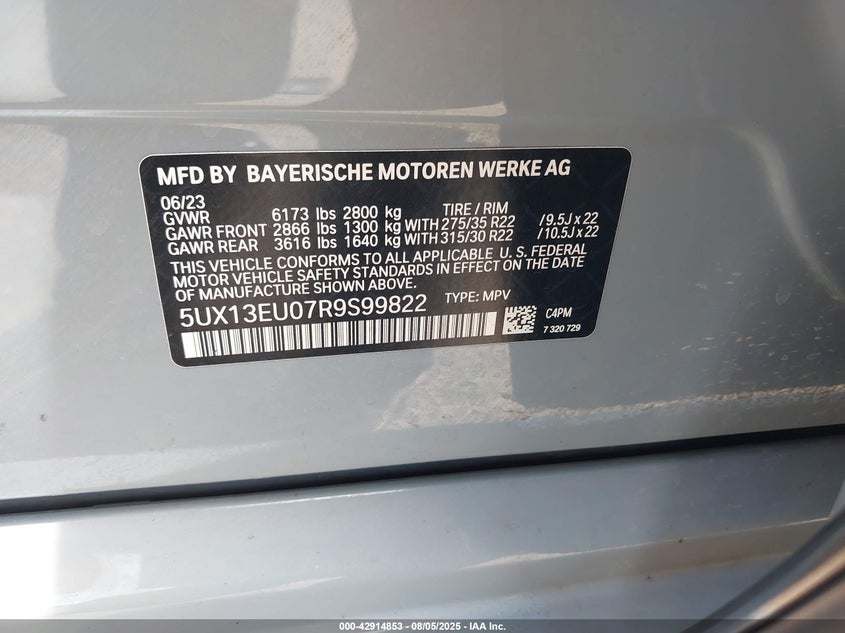 MFD BY BAYERISCHE MOTOREN WERKE AG
06/23
GVWR 6173 lbs 2800 kg TIRE / RIM
GAWR FRONT 2866 lbs 1300 kg WITH 275/35 R22 / 9.5J x 22
GAWR REAR 3616 lbs 1640 kg WITH 315/30 R22 / 10.5J x 22
THIS VEHICLE CONFORMS TO ALL APPLICABLE U. S. FEDERAL
MOTOR VEHICLE SAFETY STANDARDS IN EFFECT ON THE DATE
OF MANUFACTURE SHOWN ABOVE.
5UX13EU07R9S99822 TYPE: MPV
C4PM
7 320 729
000-42914853 - 08/05/2025 - IAA Inc.